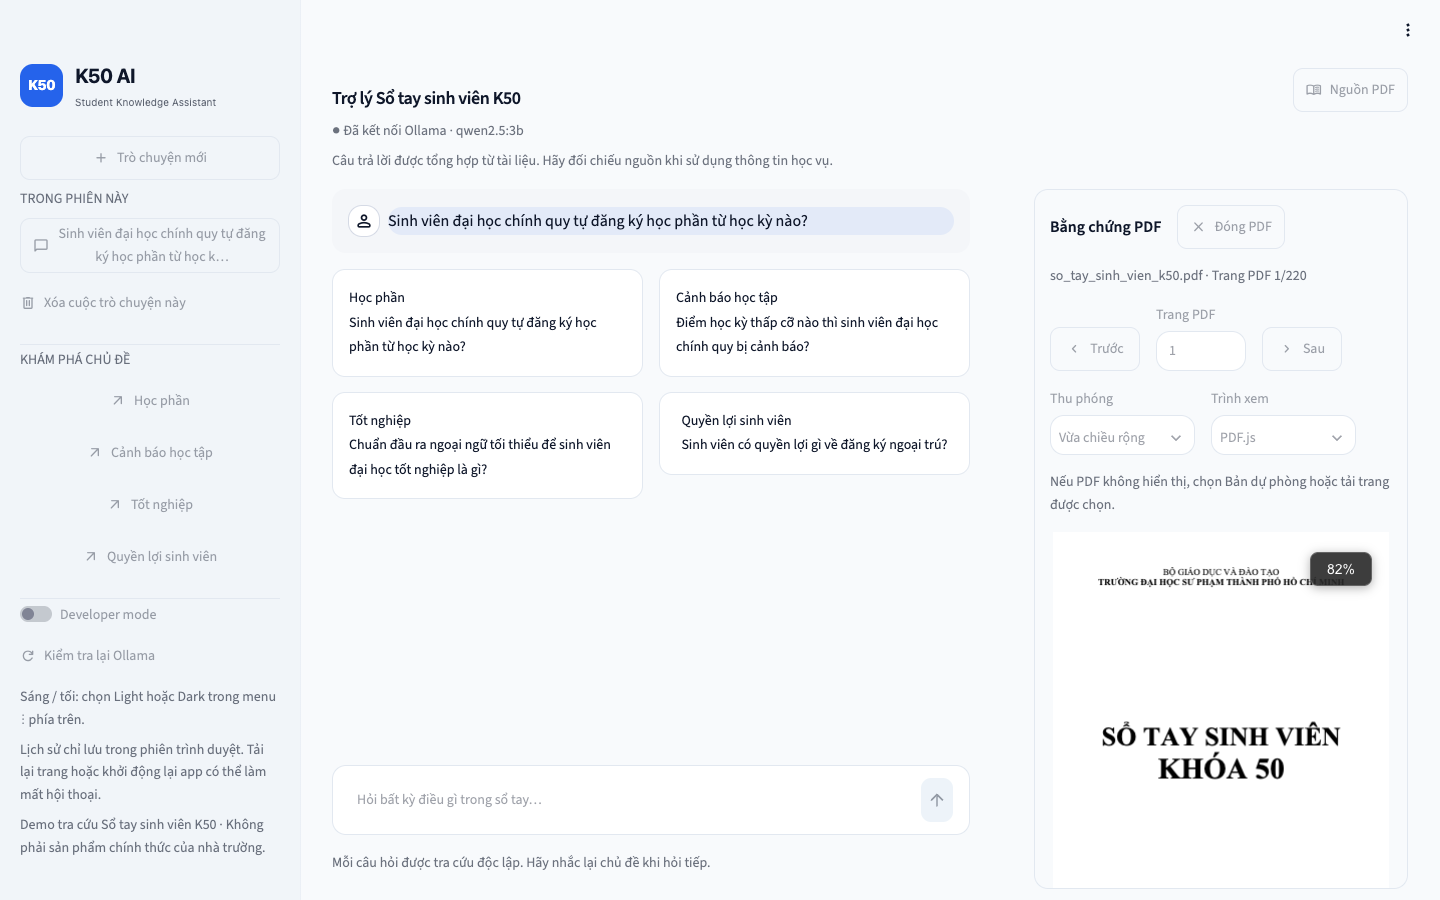 K50
K50 AI
Student Knowledge Assistant
Trò chuyện mới
TRONG PHIÊN NÀY
Sinh viên đại học chính quy tự đăng
ký học phần từ học k…
Xóa cuộc trò chuyện này
KHÁM PHÁ CHỦ ĐỀ
Học phần
Cảnh báo học tập
Tốt nghiệp
Quyền lợi sinh viên
Developer mode
Kiểm tra lại Ollama
Sáng / tối: chọn Light hoặc Dark trong menu
⋮ phía trên.
Lịch sử chỉ lưu trong phiên trình duyệt. Tải
lại trang hoặc khởi động lại app có thể làm
mất hội thoại.
Demo tra cứu Sổ tay sinh viên K50 · Không
phải sản phẩm chính thức của nhà trường.
Trợ lý Sổ tay sinh viên K50
● Đã kết nối Ollama · qwen2.5:3b
Câu trả lời được tổng hợp từ tài liệu. Hãy đối chiếu nguồn khi sử dụng thông tin học vụ.
Nguồn PDF
Sinh viên đại học chính quy tự đăng ký học phần từ học kỳ nào?
Học phần
Sinh viên đại học chính quy tự đăng ký học
phần từ học kỳ nào?
Cảnh báo học tập
Điểm học kỳ thấp cỡ nào thì sinh viên đại học
chính quy bị cảnh báo?
Tốt nghiệp
Chuẩn đầu ra ngoại ngữ tối thiểu để sinh viên
đại học tốt nghiệp là gì?
Quyền lợi sinh viên
Sinh viên có quyền lợi gì về đăng ký ngoại trú?
Hỏi bất kỳ điều gì trong sổ tay…
Mỗi câu hỏi được tra cứu độc lập. Hãy nhắc lại chủ đề khi hỏi tiếp.
Bằng chứng PDF
Đóng PDF
so_tay_sinh_vien_k50.pdf · Trang PDF 1/220
Trang PDF
Trước
1
Sau
Thu phóng
Trình xem
Vừa chiều rộng
PDF.js
Nếu PDF không hiển thị, chọn Bản dự phòng hoặc tải trang
được chọn.
82%
BỘ GIÁO DỤC VÀ ĐÀO TẠO
TRƯỜNG ĐẠI HỌC SƯ PHẠM THÀNH PHỐ HỒ CHÍ MINH
SỔ TAY SINH VIÊN
KHÓA 50